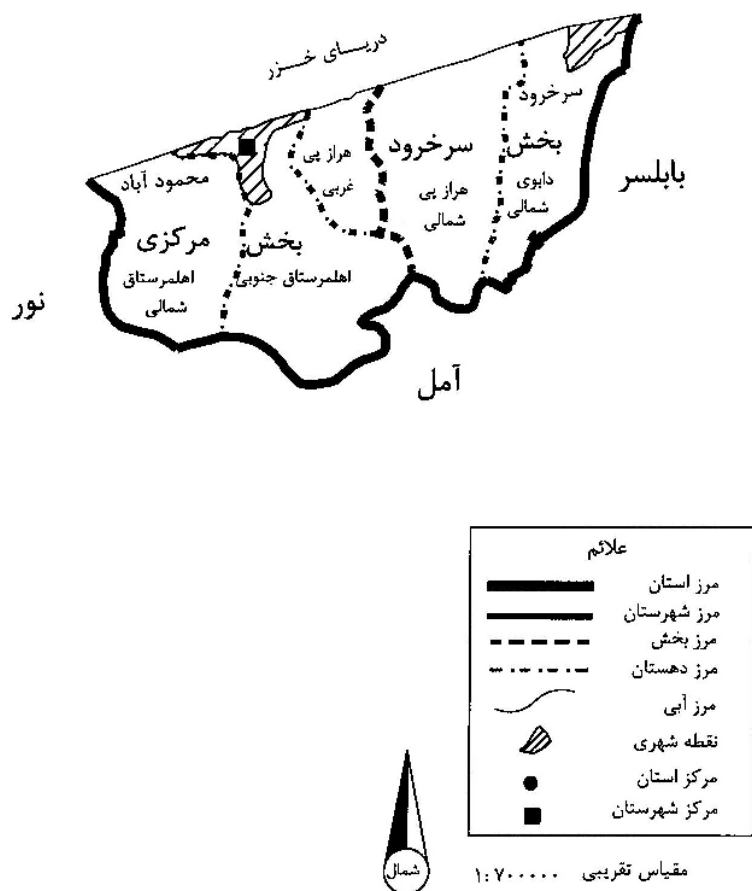 دریای خزر
سرخرود
بخش
دابوی
شمالی
بابلسر
سرخرود
هراز پی
شمالی
هراز پی
غربی
محمود آباد
بخش
مرکزی
اهلمرستاق جنوبی
اهلمرستاق
شمالی
نور
آمل
علائم
مرز استان
مرز شهرستان
مرز بخش
مرز دهستان
مرز آبی
نقطه شهری
مرکز استان
مرکز شهرستان
شمال
مقیاس تقریبی ۱:۷۰۰۰۰۰